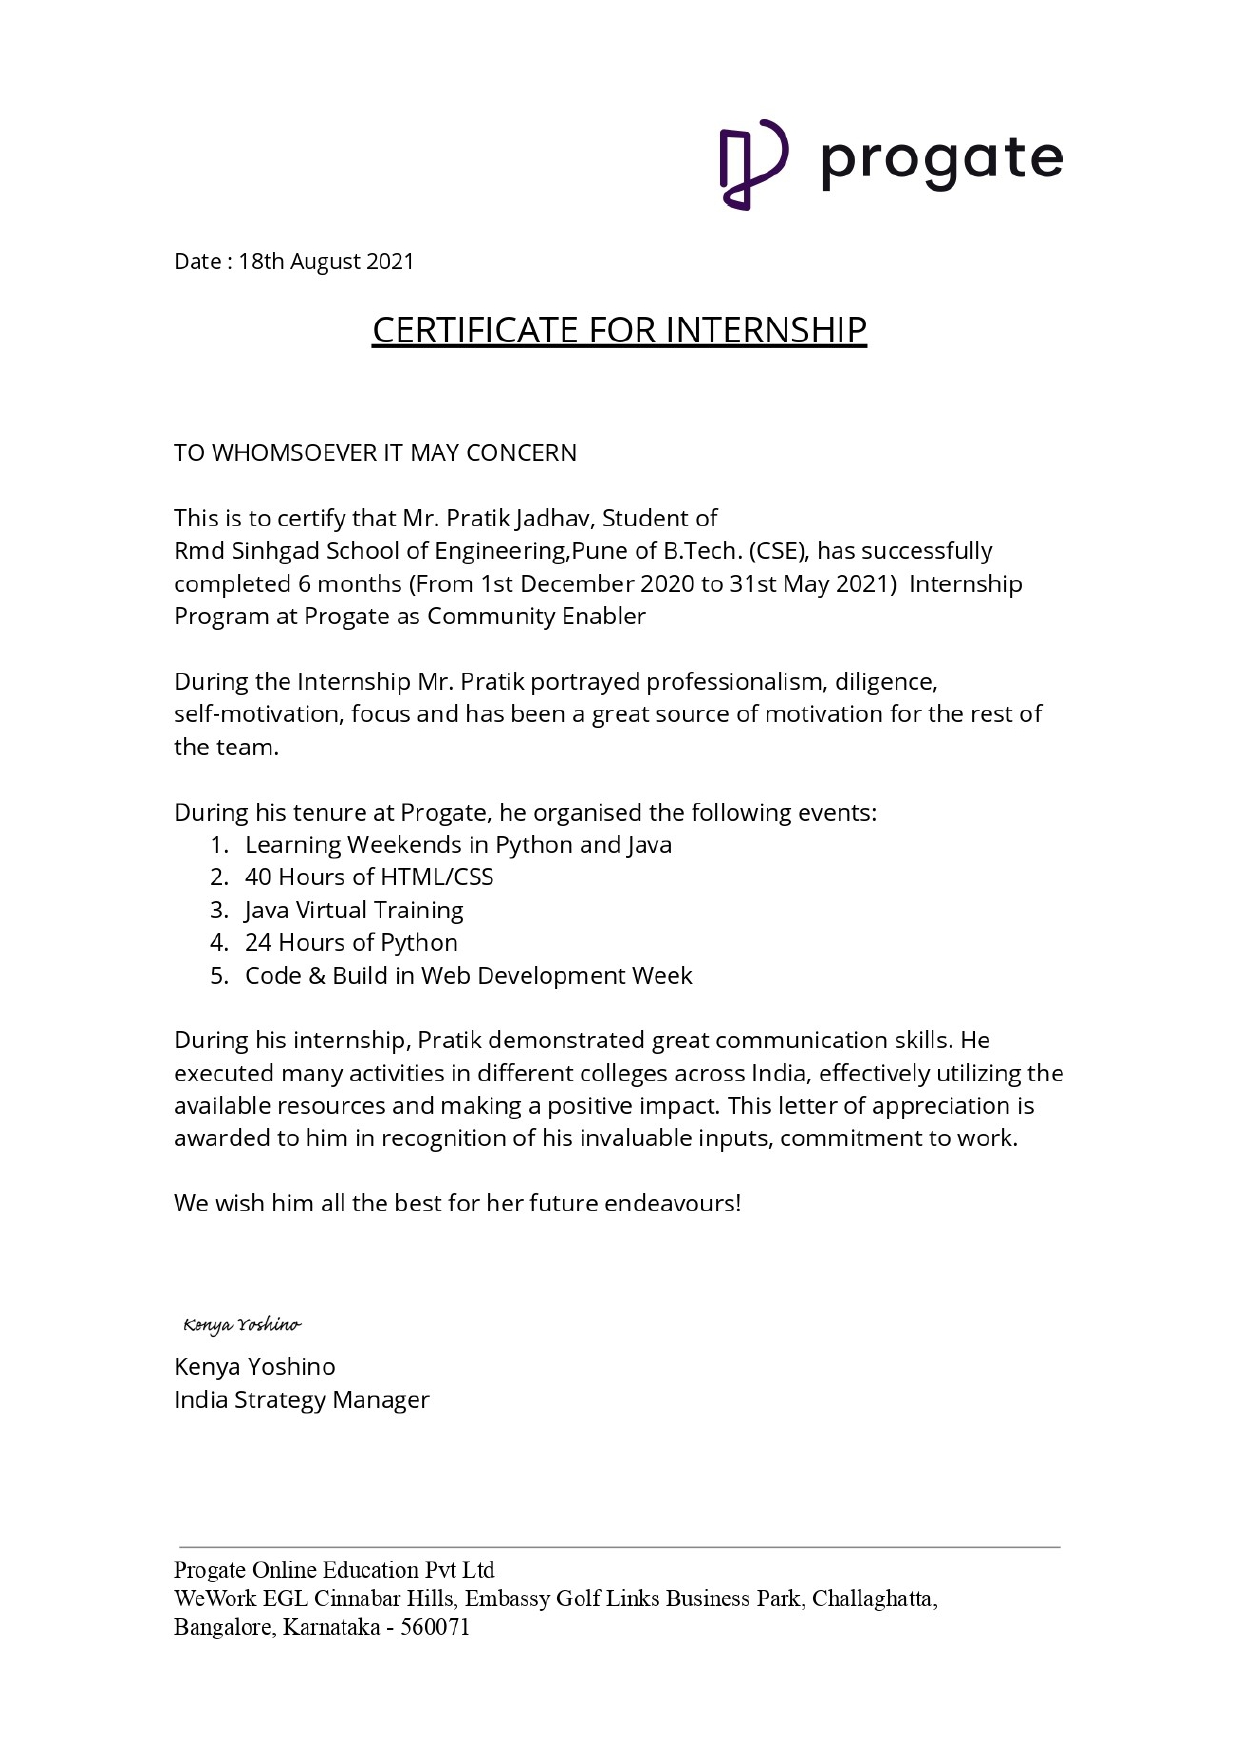 progate
Date : 18th August 2021
CERTIFICATE FOR INTERNSHIP
TO WHOMSOEVER IT MAY CONCERN
This is to certify that Mr. Pratik Jadhav, Student of
Rmd Sinhgad School of Engineering,Pune of B.Tech. (CSE), has successfully
completed 6 months (From 1st December 2020 to 31st May 2021)  Internship
Program at Progate as Community Enabler
During the Internship Mr. Pratik portrayed professionalism, diligence,
self-motivation, focus and has been a great source of motivation for the rest of
the team.
During his tenure at Progate, he organised the following events:
1. Learning Weekends in Python and Java
2. 40 Hours of HTML/CSS
3. Java Virtual Training
4. 24 Hours of Python
5. Code & Build in Web Development Week
During his internship, Pratik demonstrated great communication skills. He
executed many activities in different colleges across India, effectively utilizing the
available resources and making a positive impact. This letter of appreciation is
awarded to him in recognition of his invaluable inputs, commitment to work.
We wish him all the best for her future endeavours!
Kenya Yoshino
Kenya Yoshino
India Strategy Manager
Progate Online Education Pvt Ltd
WeWork EGL Cinnabar Hills, Embassy Golf Links Business Park, Challaghatta,
Bangalore, Karnataka - 560071